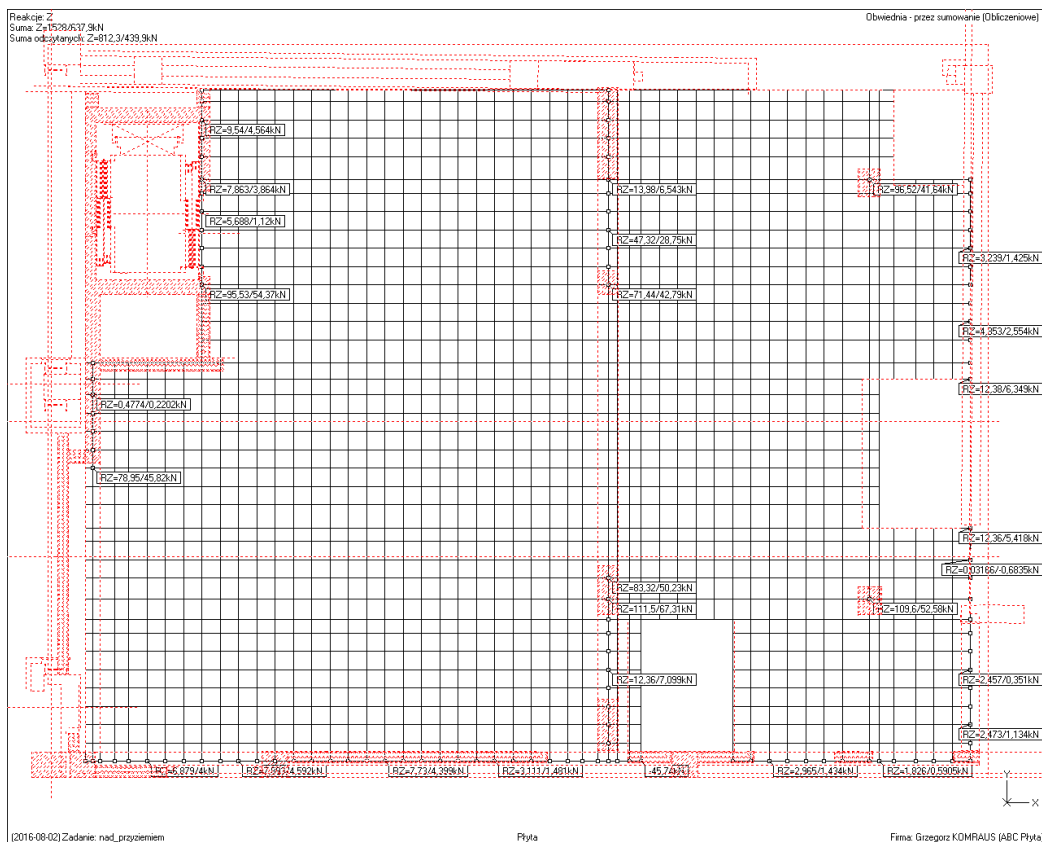 Reakcje: Z
Suma: Z=1528/637,9kN
Suma odczytanych: Z=812,3/439,9kN
Obwiednia - przez sumowanie (Obliczeniowe)
RZ=9,54/4,564kN
RZ=7,863/3,864kN
RZ=13,98/6,543kN
RZ=96,52/41,64kN
RZ=5,688/1,12kN
RZ=47,32/28,75kN
RZ=3,239/1,425kN
RZ=95,53/54,37kN
RZ=71,44/42,79kN
RZ=4,353/2,554kN
RZ=12,38/6,349kN
RZ=0,4774/0,2202kN
RZ=78,95/45,82kN
RZ=12,36/5,418kN
RZ=0,03166/-0,6835kN
RZ=83,32/50,23kN
RZ=111,5/67,31kN
RZ=109,6/52,58kN
RZ=12,36/7,099kN
RZ=2,457/0,351kN
RZ=2,473/1,134kN
RZ=6,879/4kN
RZ=7,73/4,399kN
RZ=3,111/1,481kN
RZ=2,965/1,434kN
RZ=1,826/0,5905kN
Y
X
[2016-08-02] Zadanie: nad_przyziemiem
Płyta
Firma: Grzegorz KOMRAUS (ABC Płyta)